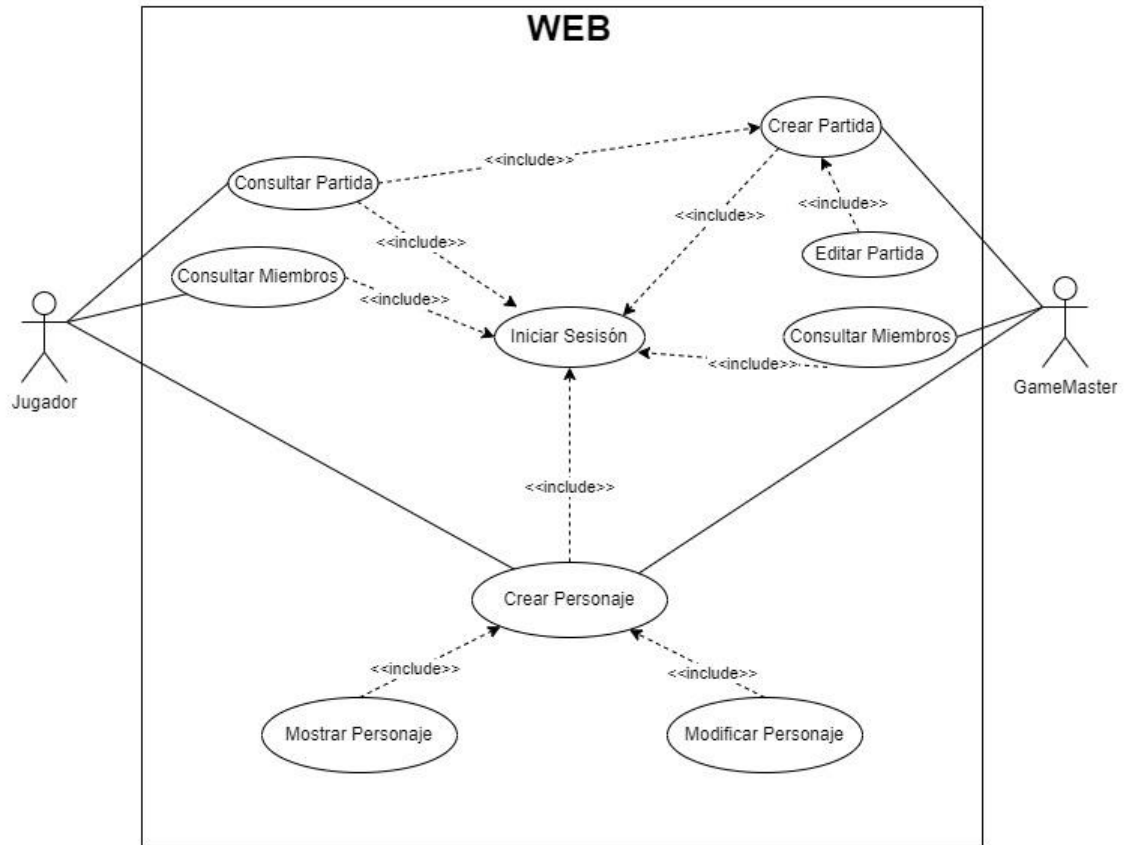 WEB
Crear Partida
<<include>>
Consultar Partida
<<include>>
<<include>>
<<include>>
Consultar Miembros
Editar Partida
<<include>>
Iniciar Sesisón
Consultar Miembros
<<include>>
Jugador
GameMaster
<<include>>
Crear Personaje
<<include>>
<<include>>
Mostrar Personaje
Modificar Personaje